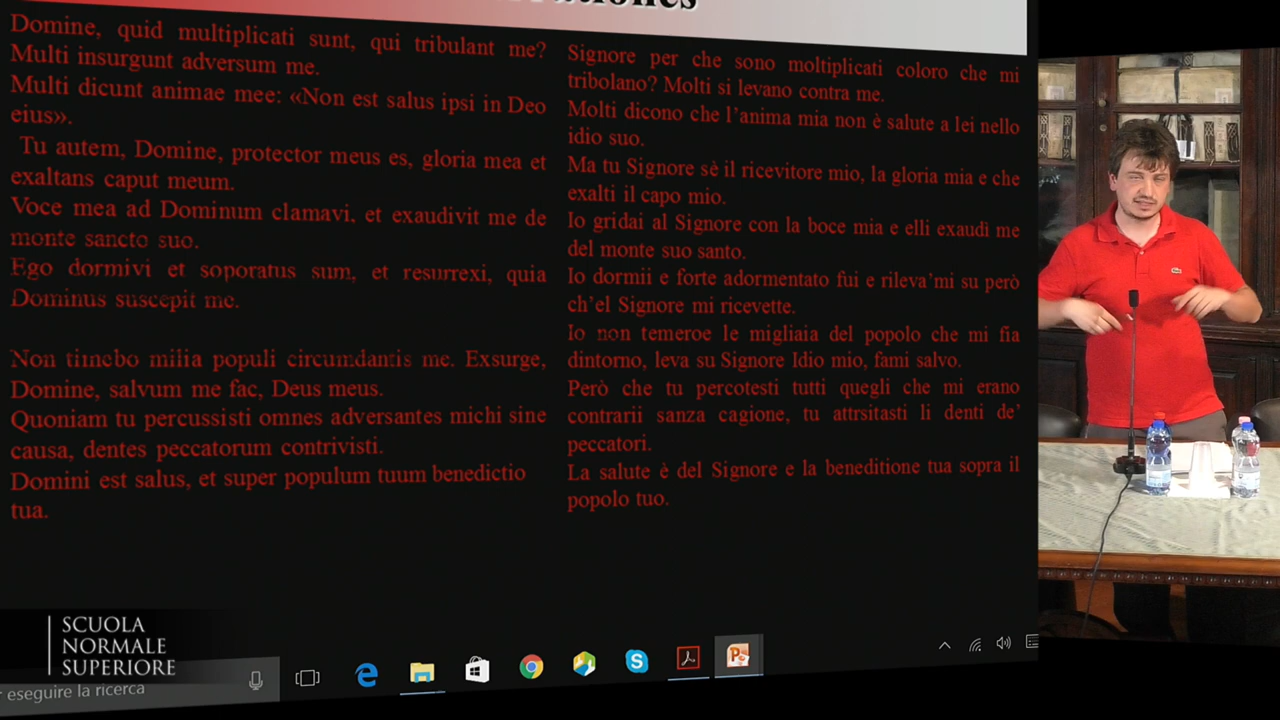 Domine, quid multiplicati sunt, qui tribulant me?
Multi insurgunt adversum me.
Multi dicunt animae mee: «Non est salus ipsi in Deo
eius».
Tu autem, Domine, protector meus es, gloria mea et
exaltans caput meum.
Voce mea ad Dominum clamavi, et exaudivit me de
monte sancto suo.
Ego dormivi et soporatus sum, et resurrexi, quia
Dominus suscepit me.
Non timebo milia populi circumdantis me. Exsurge,
Domine, salvum me fac, Deus meus.
Quoniam tu percussisti omnes adversantes michi sine
causa, dentes peccatorum contrivisti.
Domini est salus, et super populum tuum benedictio
tua.
Signore per che sono moltiplicati coloro che mi
tribolano? Molti si levano contra me.
Molti dicono che l'anima mia non è salute a lei nello
idio suo.
Ma tu Signore sè il ricevitore mio, la gloria mia e che
exalti il capo mio.
Io gridai al Signore con la boce mia e elli exaudì me
del monte suo santo.
Io dormii e forte adormentato fui e rileva'mi su però
ch'el Signore mi ricevette.
Io non temeroe le migliaia del popolo che mi fia
dintorno, leva su Signore Idio mio, fami salvo.
Però che tu percotesti tutti quegli che mi erano
contrarii sanza cagione, tu attrsitasti li denti de'
peccatori.
La salute è del Signore e la beneditione tua sopra il
popolo tuo.
SCUOLA
NORMALE
SUPERIORE
eseguire la ricerca